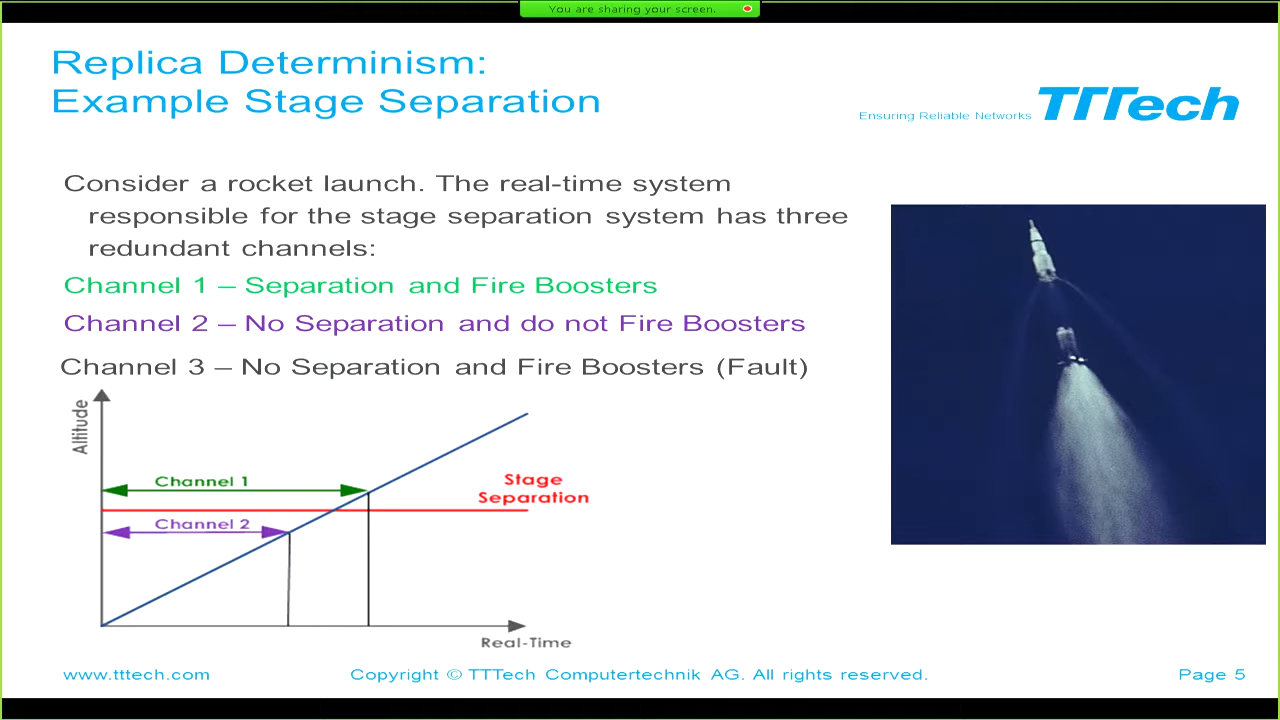 You are sharing your screen.
Replica Determinism:
Example Stage Separation
Ensuring Reliable Networks TTTech
Consider a rocket launch. The real-time system
responsible for the stage separation system has three
redundant channels:
Channel 1 – Separation and Fire Boosters
Channel 2 – No Separation and do not Fire Boosters
Channel 3 – No Separation and Fire Boosters (Fault)
Altitude
Channel 1
Stage
Separation
Channel 2
Real-Time
www.tttech.com Copyright © TTTech Computertechnik AG. All rights reserved. Page 5